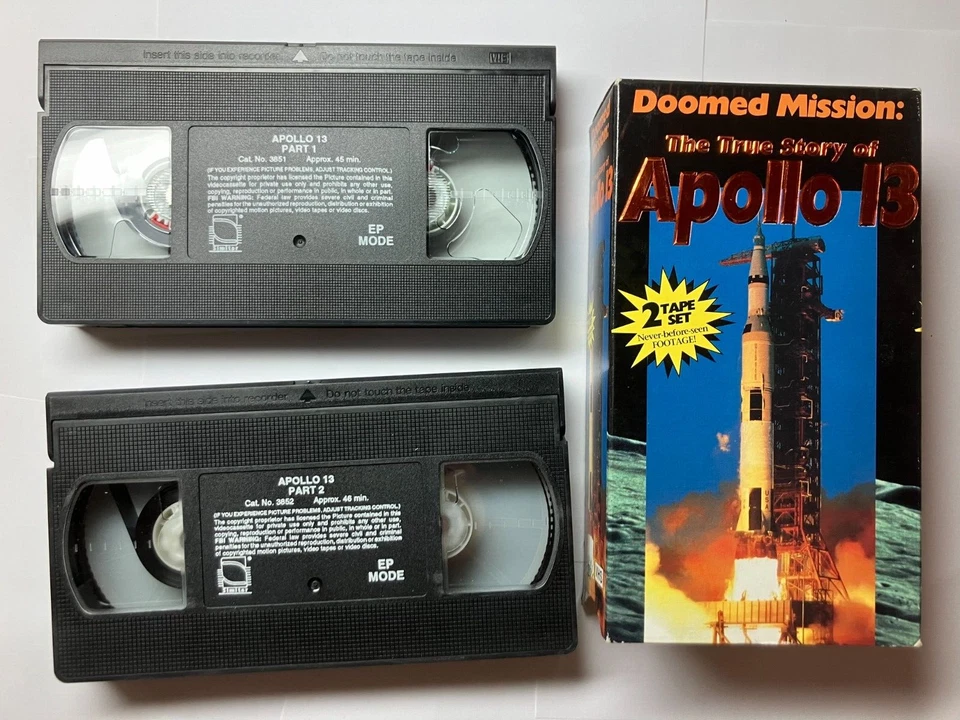 Insert this side into recorder Do not touch the tape inside VHS
APOLLO 13
PART 1
Cat. No. 3851 Approx. 45 min.
(IF YOU EXPERIENCE PICTURE PROBLEMS, ADJUST TRACKING CONTROL.)
The copyright proprietor has licensed the Picture contained in this
videocassette for private use only and prohibits any other use,
copying, reproduction or performance in public, in whole or in part.
FBI WARNING: Federal law provides severe civil and criminal
penalties for the unauthorized reproduction, distribution or exhibition
of copyrighted motion pictures, video tapes or video discs.
Similar
EP
MODE
Insert this side into recorder Do not touch the tape inside
APOLLO 13
PART 2
Cat. No. 3852 Approx. 46 min.
(IF YOU EXPERIENCE PICTURE PROBLEMS, ADJUST TRACKING CONTROL.)
The copyright proprietor has licensed the Picture contained in this
videocassette for private use only and prohibits any other use,
copying, reproduction or performance in public, in whole or in part.
FBI WARNING: Federal law provides severe civil and criminal
penalties for the unauthorized reproduction, distribution or exhibition
of copyrighted motion pictures, video tapes or video discs.
Similar
EP
MODE
Doomed Mission:
The True Story of
Apollo 13
2 TAPE
SET
Never-before-seen
FOOTAGE!